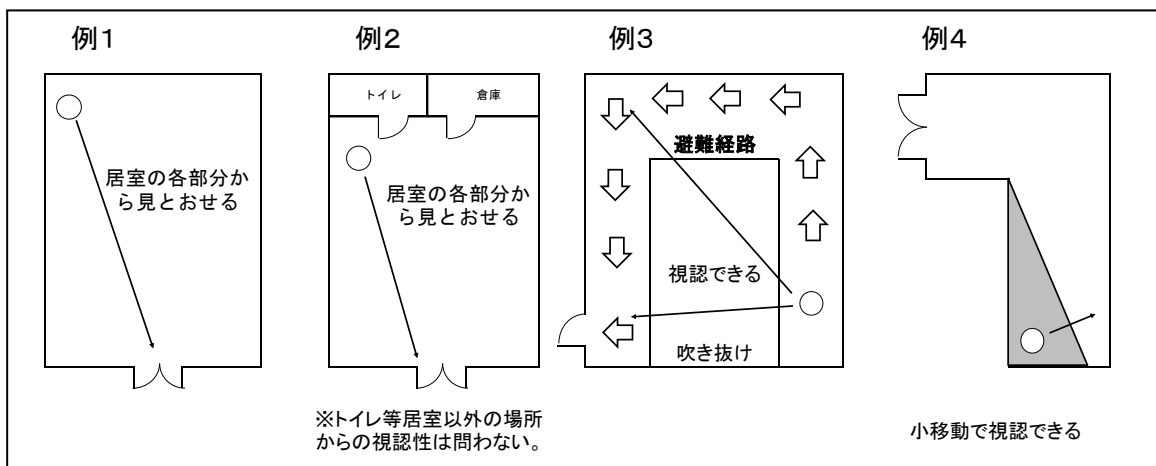 例1
居室の各部分か
ら見とおせる
例2
トイレ
倉庫
居室の各部分か
ら見とおせる
※トイレ等居室以外の場所
からの視認性は問わない。
例3
避難経路
視認できる
吹き抜け
例4
小移動で視認できる